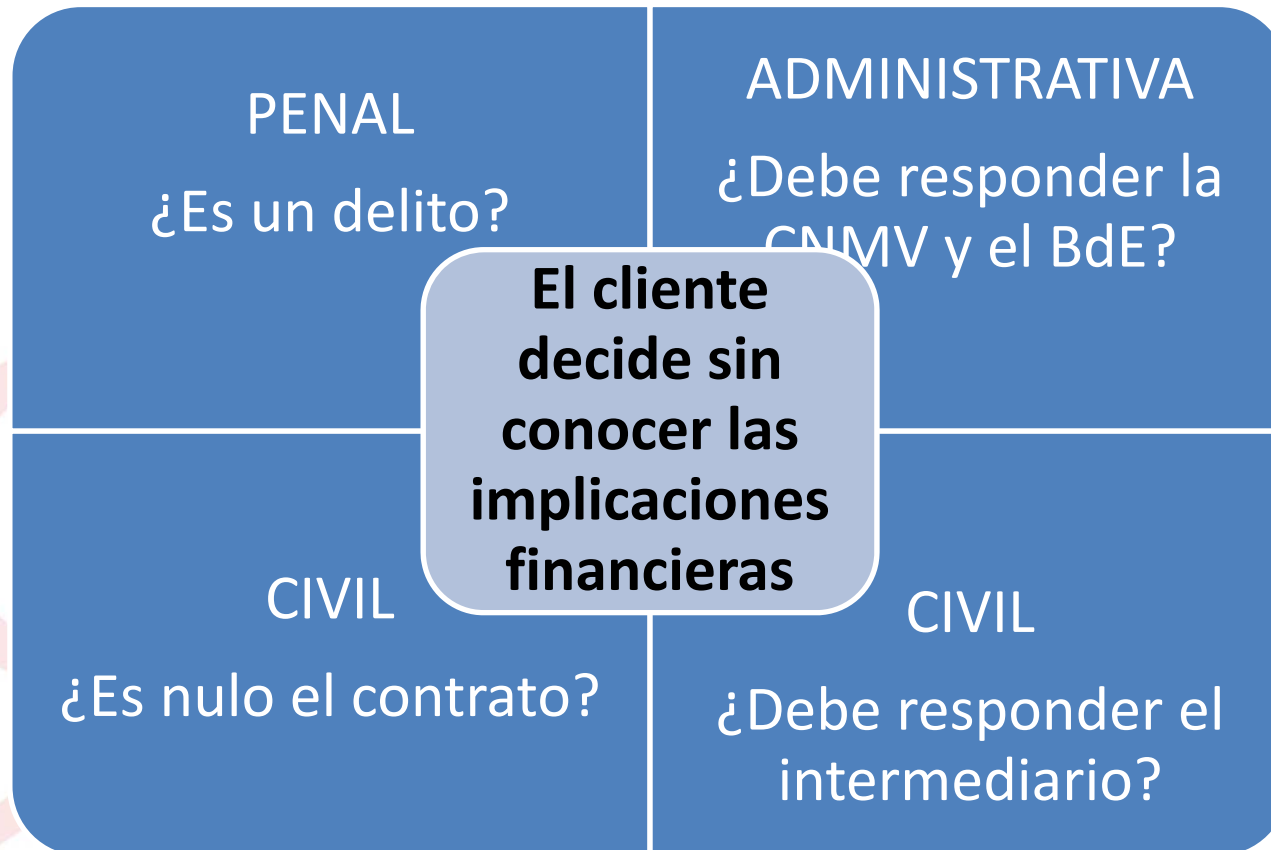 PENAL
¿Es un delito?
ADMINISTRATIVA
¿Debe responder la
CNMV y el BdE?
El cliente
decide sin
conocer las
implicaciones
financieras
CIVIL
¿Es nulo el contrato?
CIVIL
¿Debe responder el
intermediario?